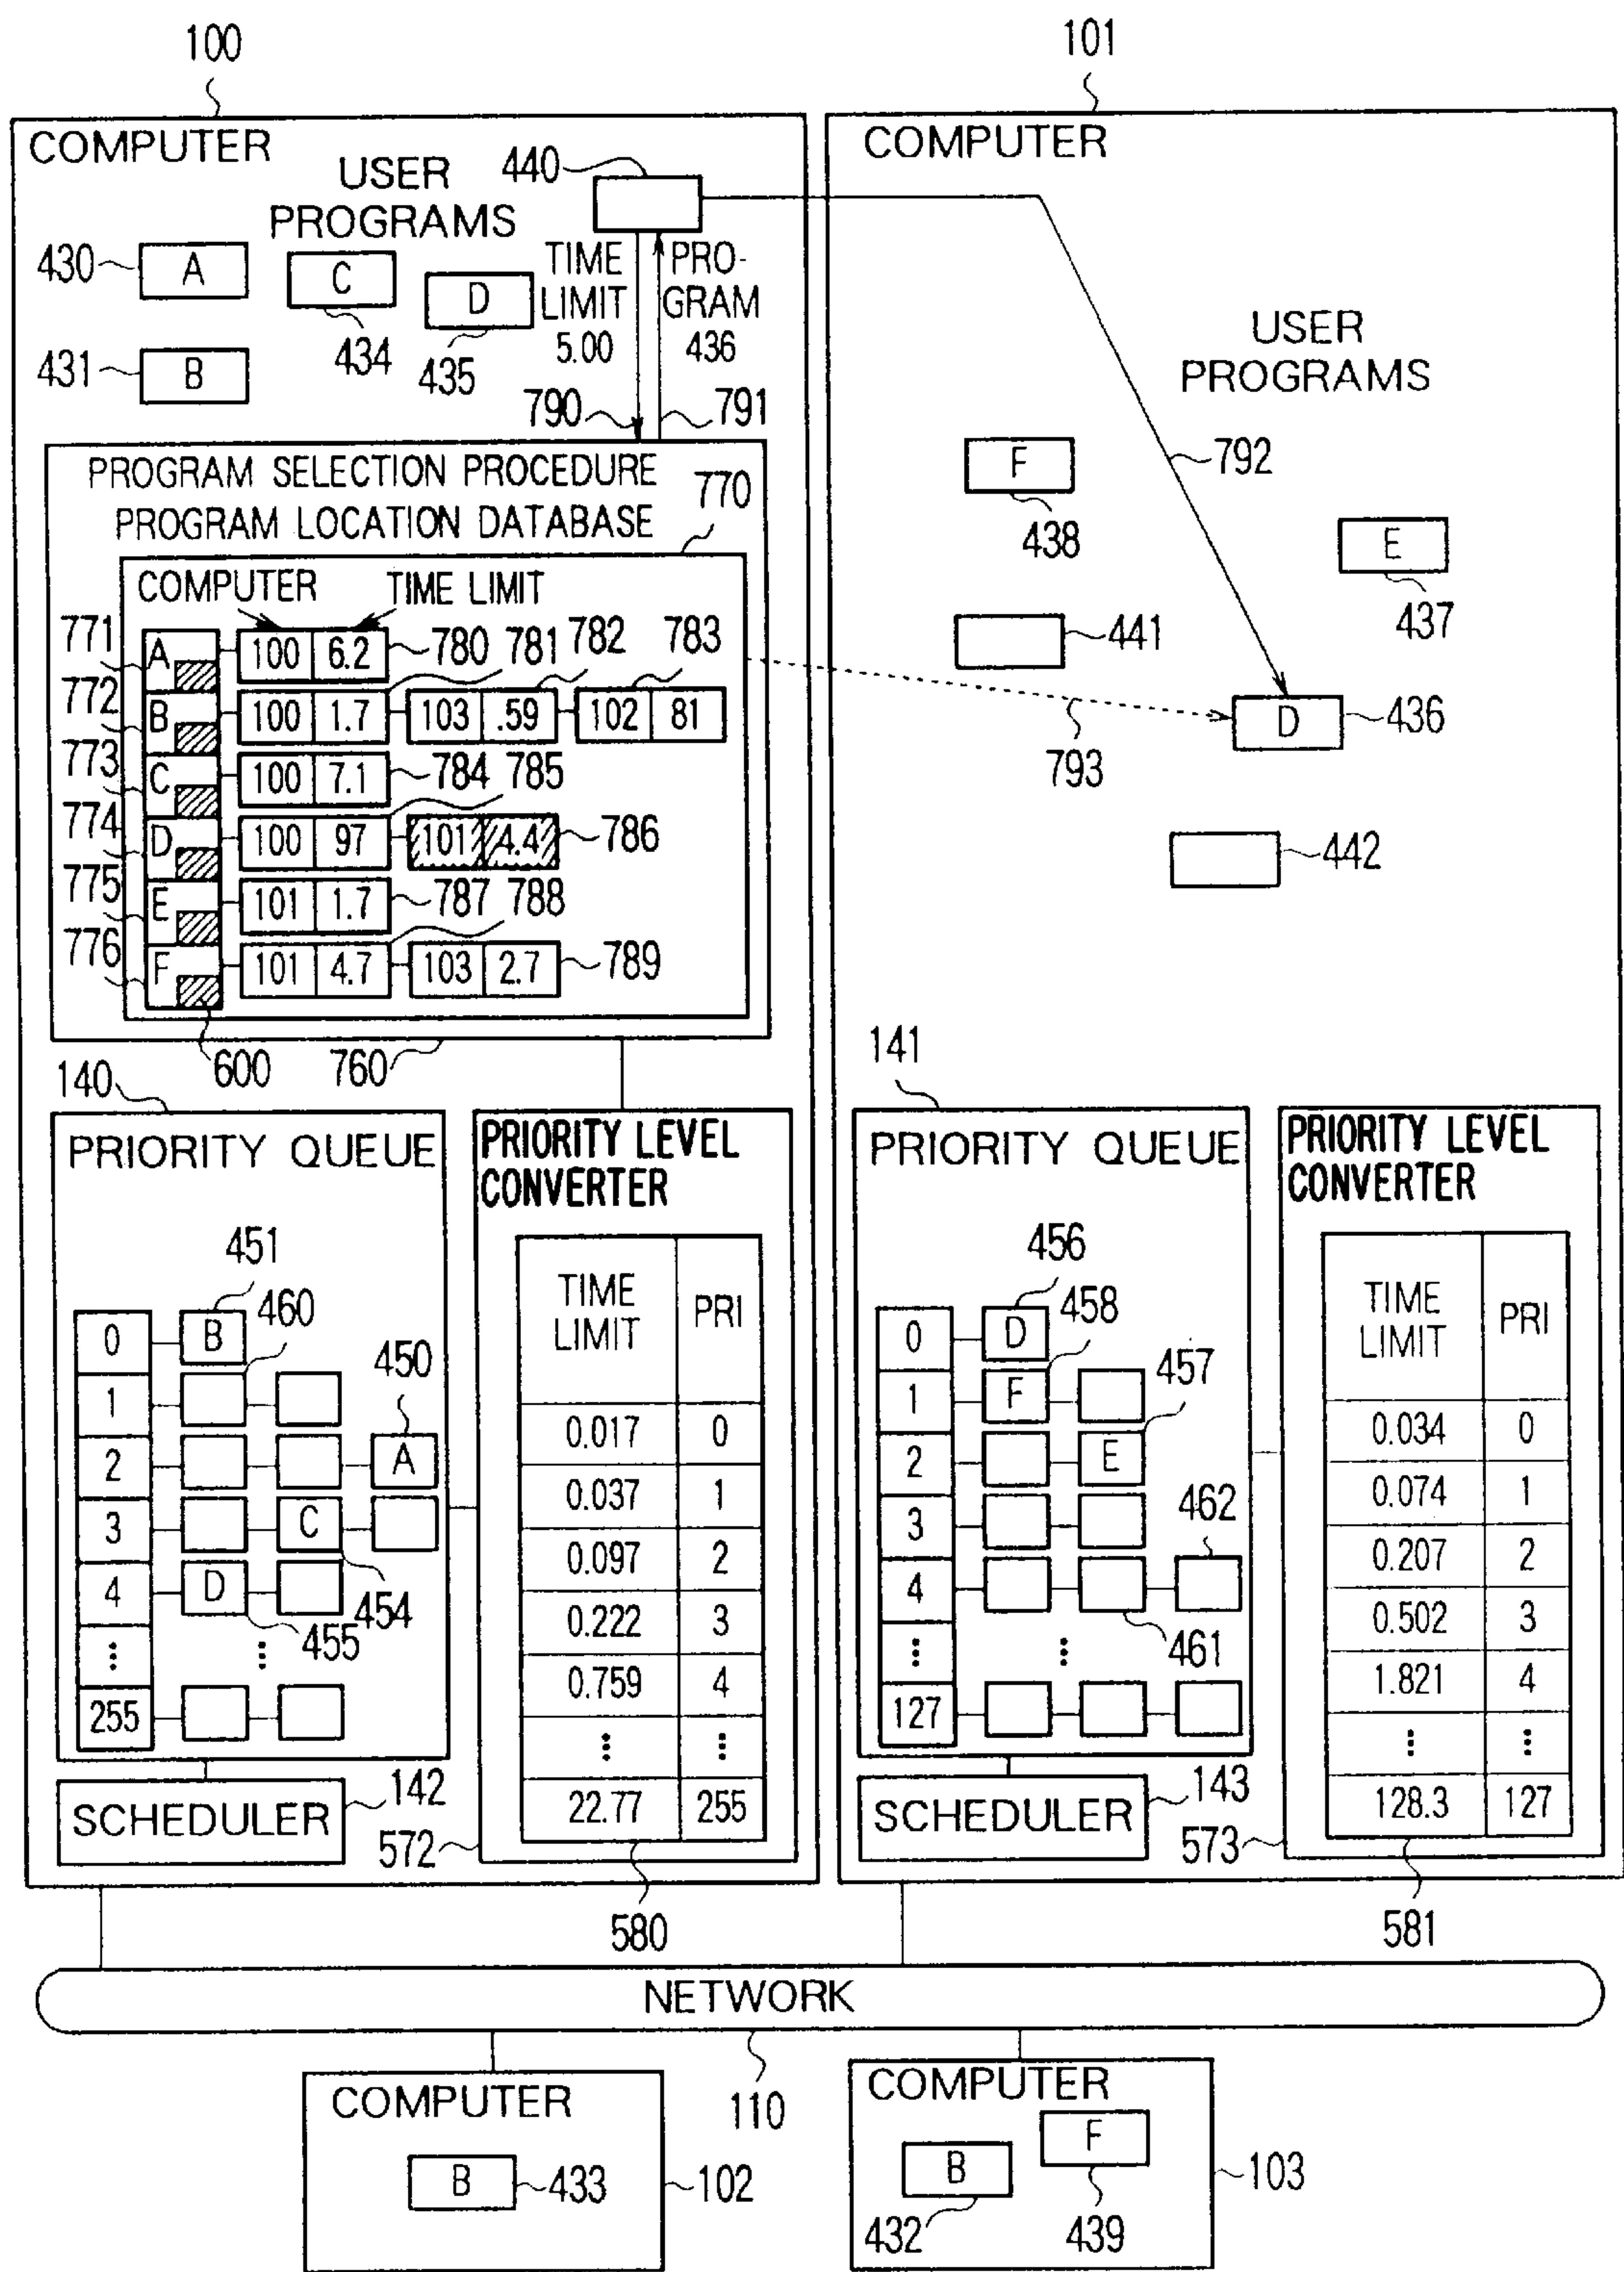 100
101
COMPUTER
COMPUTER
USER
PROGRAMS
440
430
A
C
434
D
435
TIME
LIMIT
5.00
PRO-
GRAM
436
431
B
790
791
USER
PROGRAMS
792
F
438
E
437
441
D
436
793
442
PROGRAM SELECTION PROCEDURE
770
PROGRAM LOCATION DATABASE
COMPUTER
TIME LIMIT
771
A
100 6.2
780
781
782
783
772
B
100 1.7
103 .59
102 81
773
C
100 7.1
784
785
774
D
100 97
101 4.4
786
775
E
101 1.7
787
788
776
F
101 4.7
103 2.7
789
600
760
140
141
PRIORITY QUEUE
451
460
450
0
B
1
2
A
3
C
4
D
454
455
⋮
⋮
255
SCHEDULER
142
PRIORITY LEVEL
CONVERTER
TIME
LIMIT
PRI
0.017 0
0.037 1
0.097 2
0.222 3
0.759 4
⋮ ⋮
22.77 255
572
580
PRIORITY QUEUE
456
458
457
0
D
1
F
2
E
3
462
4
461
⋮
⋮
127
SCHEDULER
143
PRIORITY LEVEL
CONVERTER
TIME
LIMIT
PRI
0.034 0
0.074 1
0.207 2
0.502 3
1.821 4
⋮ ⋮
128.3 127
573
581
NETWORK
110
COMPUTER
B
433
102
COMPUTER
F
B
432
439
103